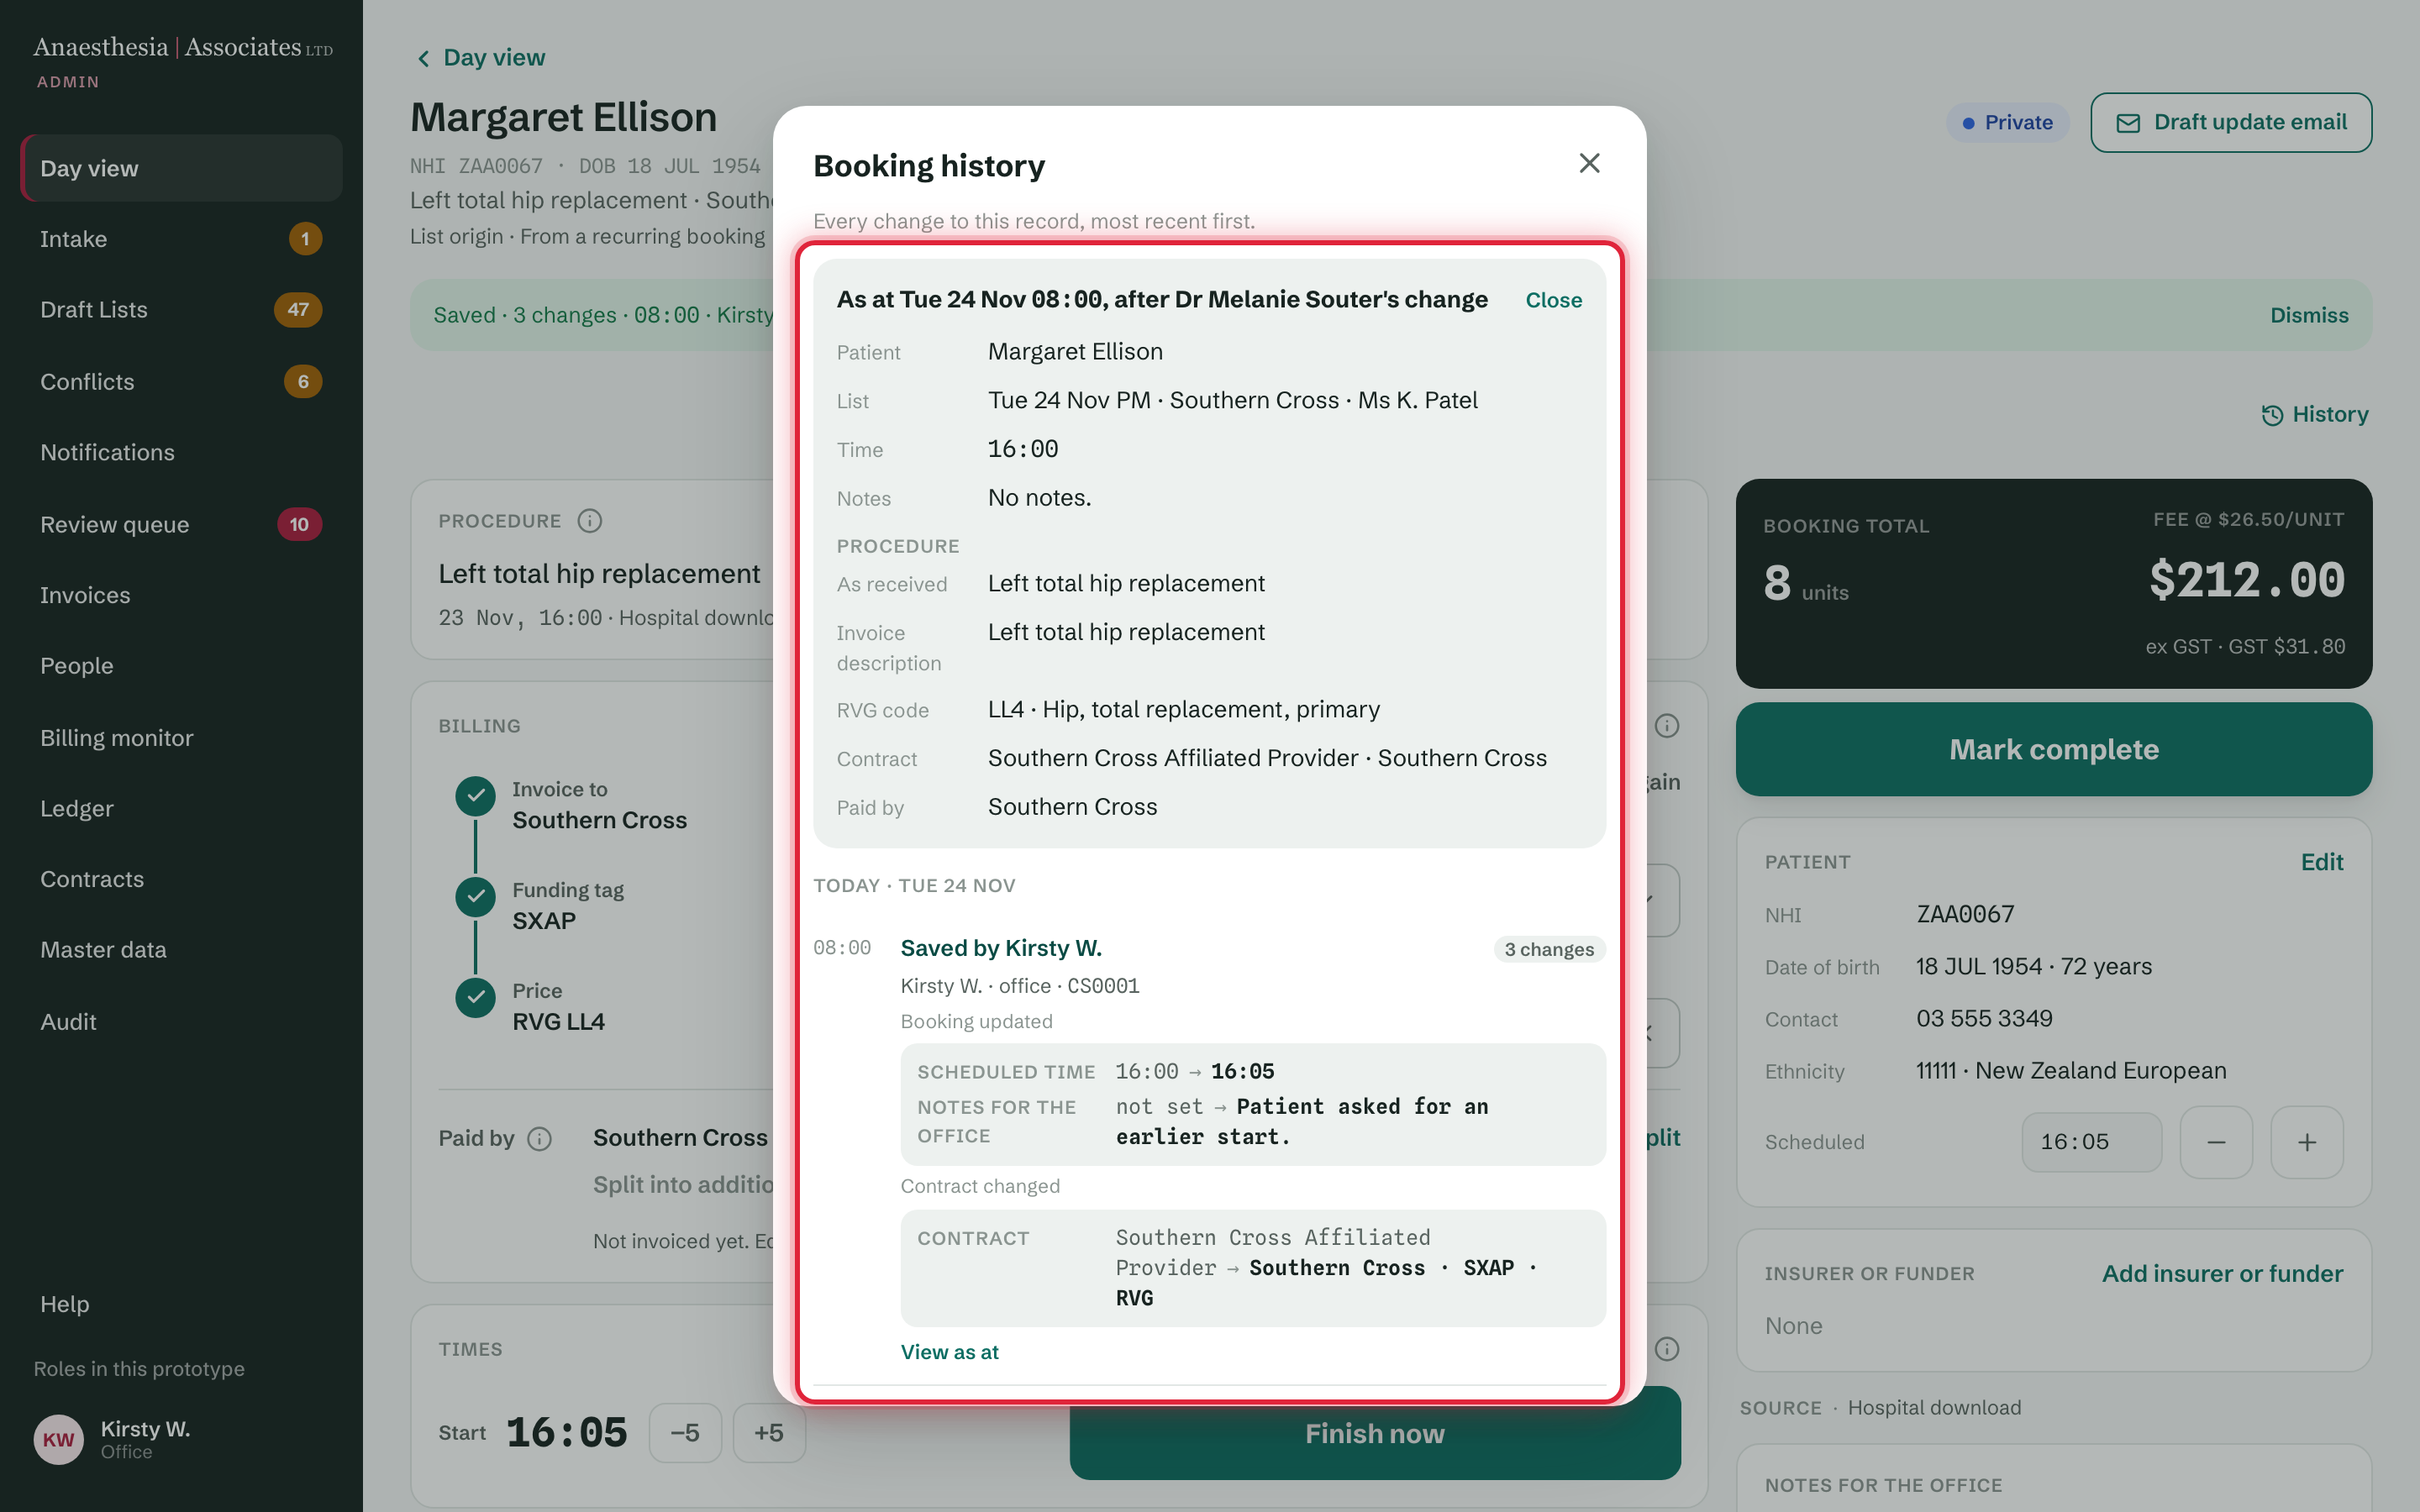 Anaesthesia | Associates LTD
ADMIN
Day view
Intake 1
Draft Lists 47
Conflicts 6
Notifications
Review queue 10
Invoices
People
Billing monitor
Ledger
Contracts
Master data
Audit
Help
Roles in this prototype
KW
Kirsty W.
Office
Day view
Margaret Ellison
NHI ZAA0067 · DOB 18 JUL 1954
Left total hip replacement ·
List origin · From a recurring booking
Private
Draft update email
Saved · 3 changes · 08:00 · Kirsty
Dismiss
History
PROCEDURE
Left total hip replacement
23 Nov, 16:00 · Hospital
BILLING
Invoice to
Southern Cross
Funding tag
SXAP
Price
RVG LL4
Paid by
Southern Cross
Split into
Not invoiced yet.
TIMES
Start 16:05 −5 +5
Finish now
Booking history
Every change to this record, most recent first.
As at Tue 24 Nov 08:00, after Dr Melanie Souter's change Close
Patient Margaret Ellison
List Tue 24 Nov PM · Southern Cross · Ms K. Patel
Time 16:00
Notes No notes.
PROCEDURE
As received Left total hip replacement
Invoice Left total hip replacement
description
RVG code LL4 · Hip, total replacement, primary
Contract Southern Cross Affiliated Provider · Southern Cross
Paid by Southern Cross
TODAY · TUE 24 NOV
08:00 Saved by Kirsty W. 3 changes
Kirsty W. · office · CS0001
Booking updated
SCHEDULED TIME 16:00 → 16:05
NOTES FOR THE not set → Patient asked for an
OFFICE earlier start.
Contract changed
CONTRACT Southern Cross Affiliated
Provider → Southern Cross · SXAP ·
RVG
View as at
BOOKING TOTAL FEE @ $26.50/UNIT
8 units $212.00
ex GST · GST $31.80
Mark complete
PATIENT Edit
NHI ZAA0067
Date of birth 18 JUL 1954 · 72 years
Contact 03 555 3349
Ethnicity 11111 · New Zealand European
Scheduled 16:05 − +
INSURER OR FUNDER Add insurer or funder
None
SOURCE · Hospital download
NOTES FOR THE OFFICE